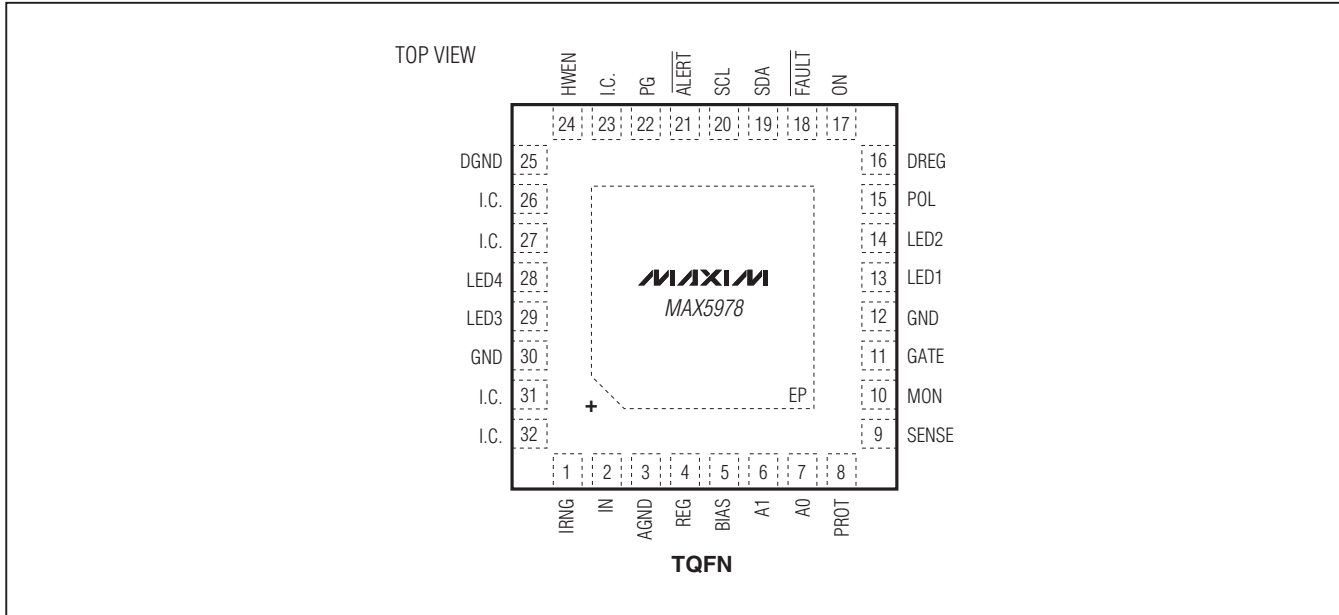 TOP VIEW
HWEN
I.C.
PG
ALERT
SCL
SDA
FAULT
ON
24 23 22 21 20 19 18 17
DGND 25
I.C. 26
I.C. 27
LED4 28
LED3 29
GND 30
I.C. 31
I.C. 32
16 DREG
15 POL
14 LED2
13 LED1
12 GND
11 GATE
10 MON
9 SENSE
MAXIM
MAX5978
EP
+
1 2 3 4 5 6 7 8
IRNG
IN
AGND
REG
BIAS
A1
A0
PROT
TQFN